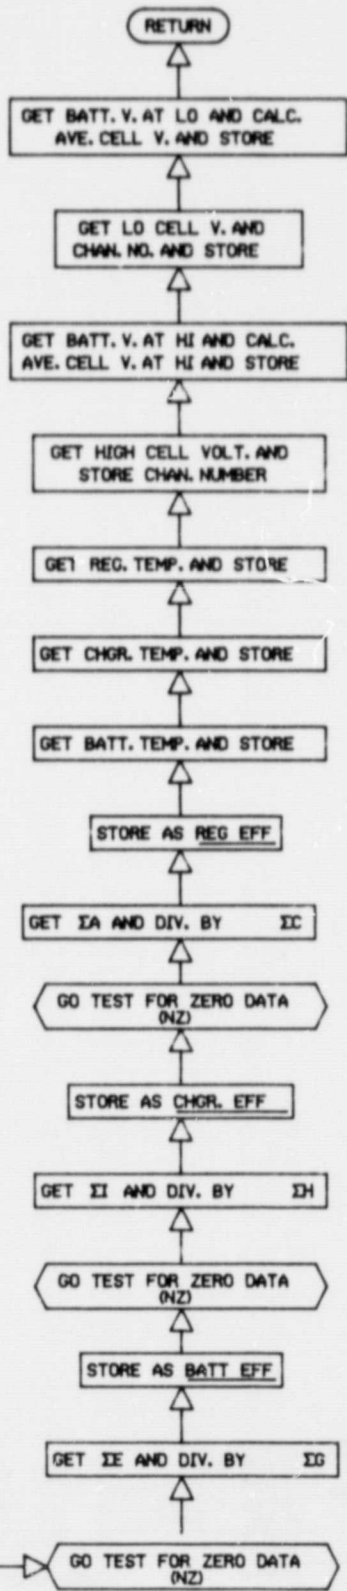 RETURN
GET BATT. V. AT LO AND CALC.
AVE. CELL V. AND STORE
GET LO CELL V. AND
CHAN. NO. AND STORE
GET BATT. V. AT HI AND CALC.
AVE. CELL V. AT HI AND STORE
GET HIGH CELL VOLT. AND
STORE CHAN. NUMBER
GET REG. TEMP. AND STORE
GET CHGR. TEMP. AND STORE
GET BATT. TEMP. AND STORE
STORE AS REG EFF
GET ΣA AND DIV. BY ΣC
GO TEST FOR ZERO DATA
(NZ)
STORE AS CHGR. EFF
GET ΣI AND DIV. BY ΣH
GO TEST FOR ZERO DATA
(NZ)
STORE AS BATT EFF
GET ΣE AND DIV. BY ΣG
GO TEST FOR ZERO DATA
(NZ)